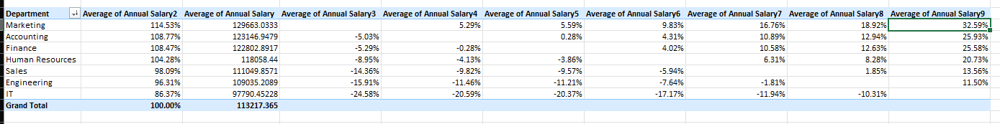 Department Average of Annual Salary2 Average of Annual Salary Average of Annual Salary3 Average of Annual Salary4 Average of Annual Salary5 Average of Annual Salary6 Average of Annual Salary7 Average of Annual Salary8 Average of Annual Salary9
Marketing 114.53% 129663.0333 5.29% 5.59% 9.83% 16.76% 18.92% 32.59%
Accounting 108.77% 123146.9479 -5.03% 0.28% 4.31% 10.89% 12.94% 25.93%
Finance 108.47% 122802.8917 -5.29% -0.28% 4.02% 10.58% 12.63% 25.58%
Human Resources 104.28% 118058.44 -8.95% -4.13% -3.86% 6.31% 8.28% 20.73%
Sales 98.09% 111049.8571 -14.36% -9.82% -9.57% -5.94% 1.85% 13.56%
Engineering 96.31% 109035.2089 -15.91% -11.46% -11.21% -7.64% -1.81% 11.50%
IT 86.37% 97790.45228 -24.58% -20.59% -20.37% -17.17% -11.94% -10.31%
Grand Total 100.00% 113217.365